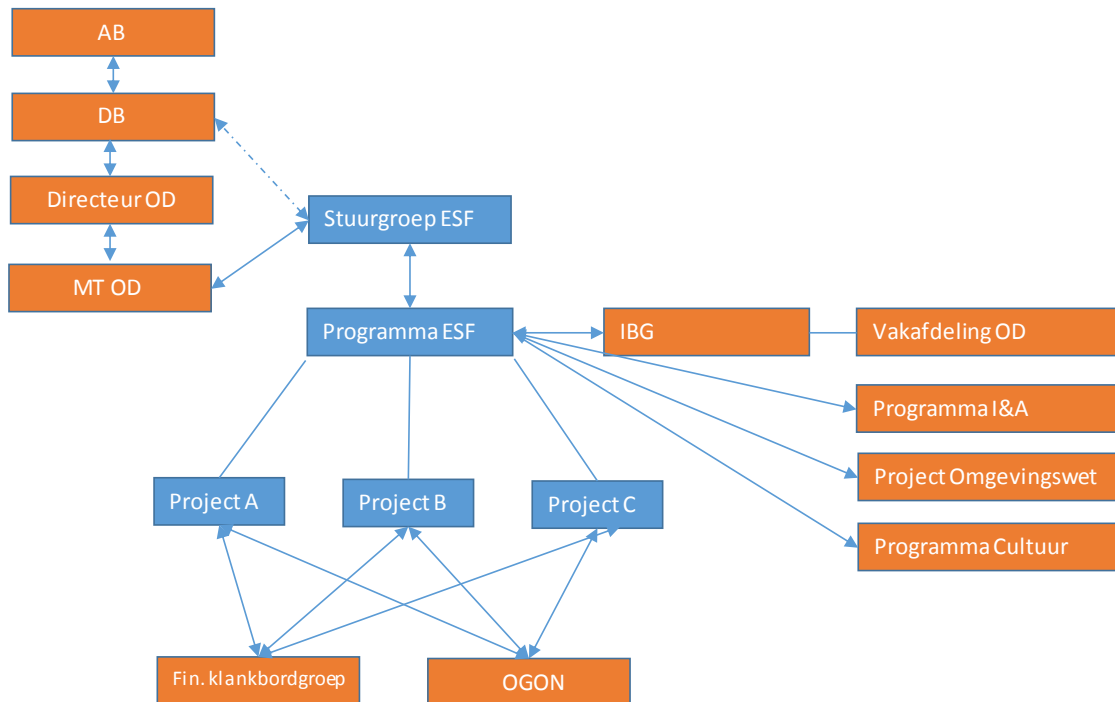 AB
DB
Directeur OD
MT OD
Stuurgroep ESF
Programma ESF
IBG
Vakafdeling OD
Programma I&A
Project Omgevingswet
Programma Cultuur
Project A
Project B
Project C
Fin. klankbordgroep
OGON